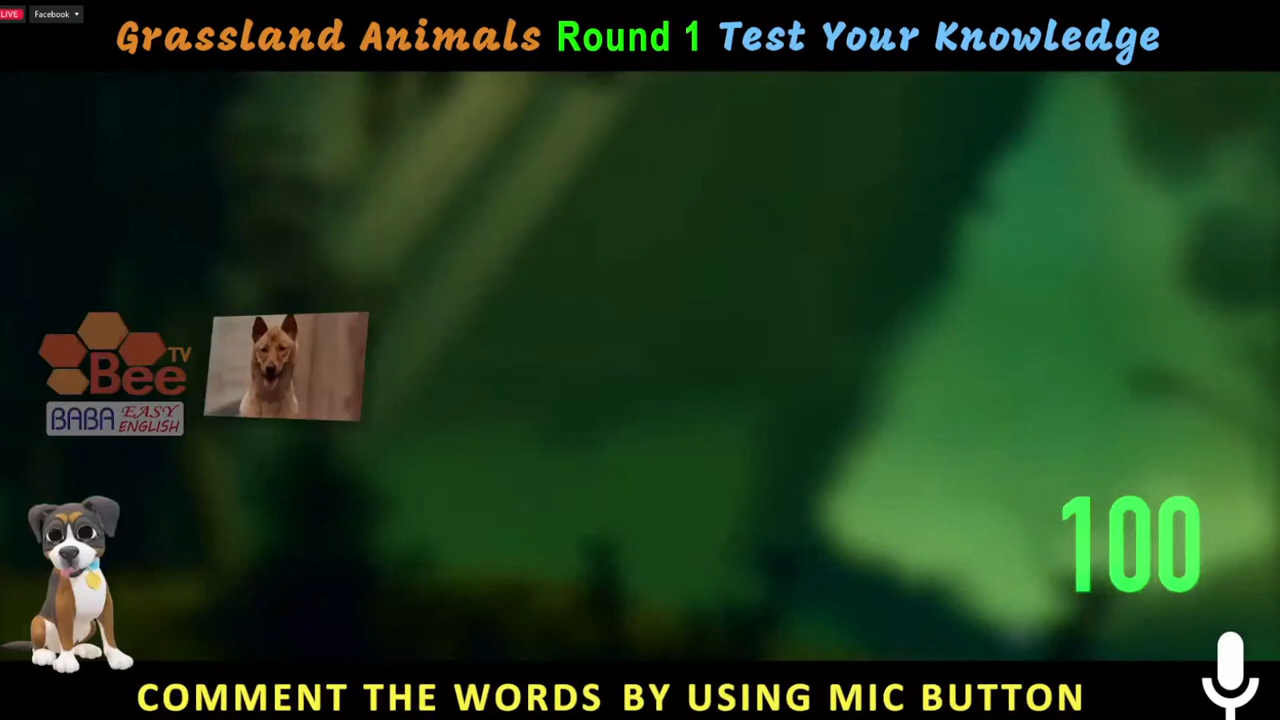 LIVE
Facebook
Grassland Animals Round 1 Test Your Knowledge
Bee TV
BABA EASY ENGLISH
100
COMMENT THE WORDS BY USING MIC BUTTON